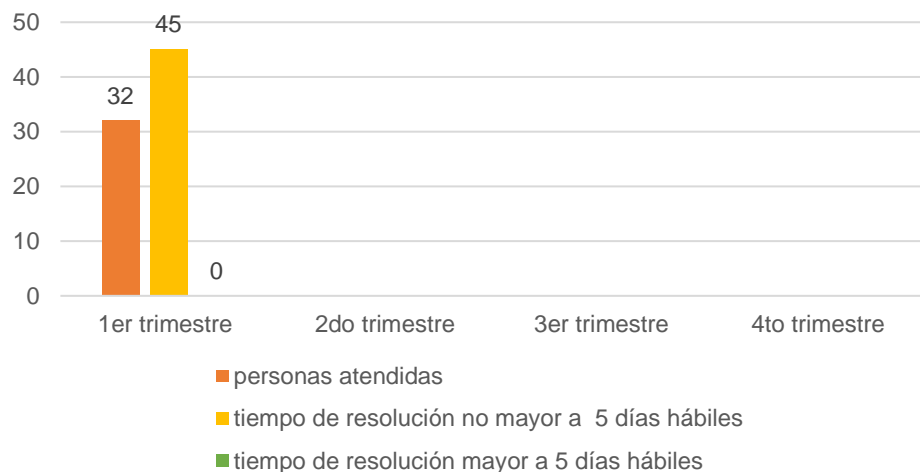 50
45
40
32
30
20
10
0
0
1er trimestre 2do trimestre 3er trimestre 4to trimestre
personas atendidas
tiempo de resolución no mayor a  5 días hábiles
tiempo de resolución mayor a 5 días hábiles